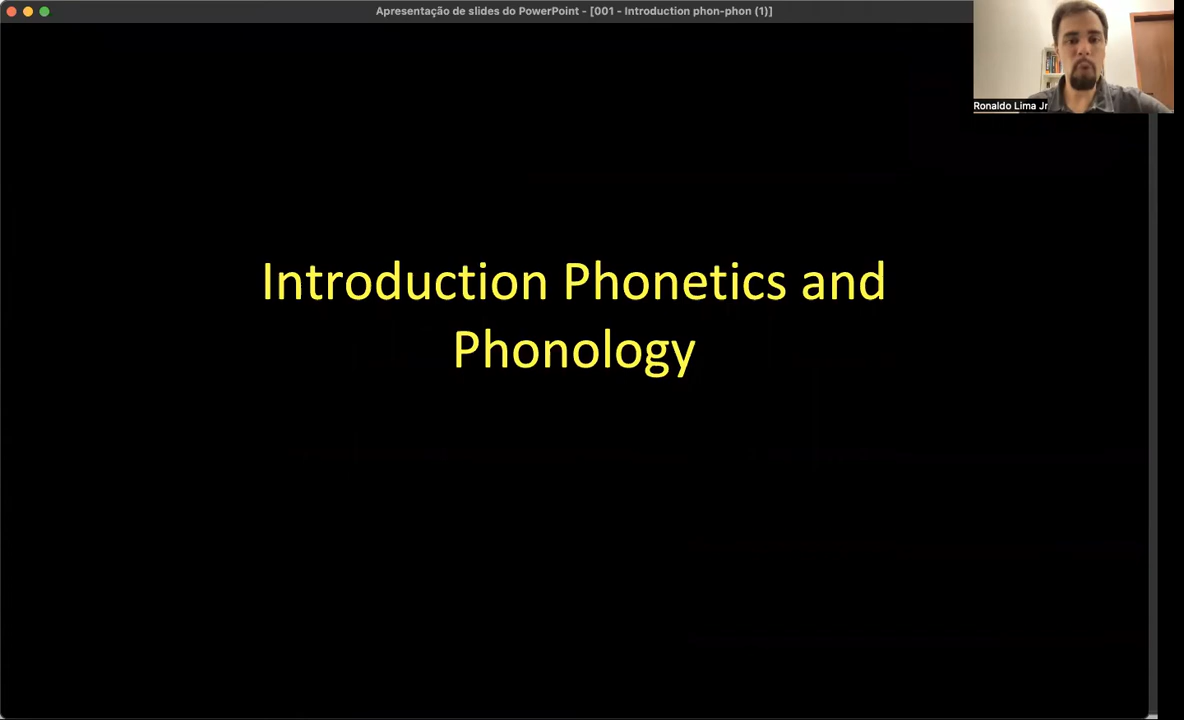 Apresentação de slides do PowerPoint - [001 - Introduction phon-phon (1)]
Ronaldo Lima Jr
Introduction Phonetics and
Phonology